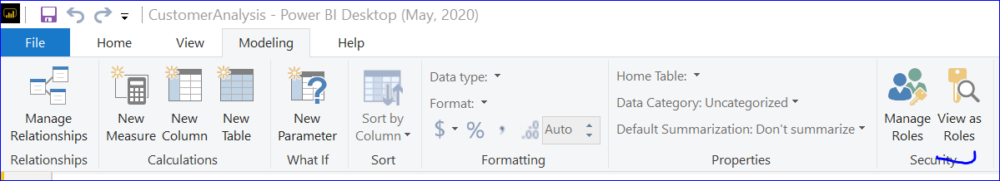 CustomerAnalysis - Power BI Desktop (May, 2020)
File Home View Modeling Help
Manage Relationships
Relationships
New Measure
New Column
New Table
Calculations
New Parameter
What If
Sort by Column
Sort
Data type:
Format:
$ % , .00 Auto
Formatting
Home Table:
Data Category: Uncategorized
Default Summarization: Don't summarize
Properties
Manage Roles
View as Roles
Security